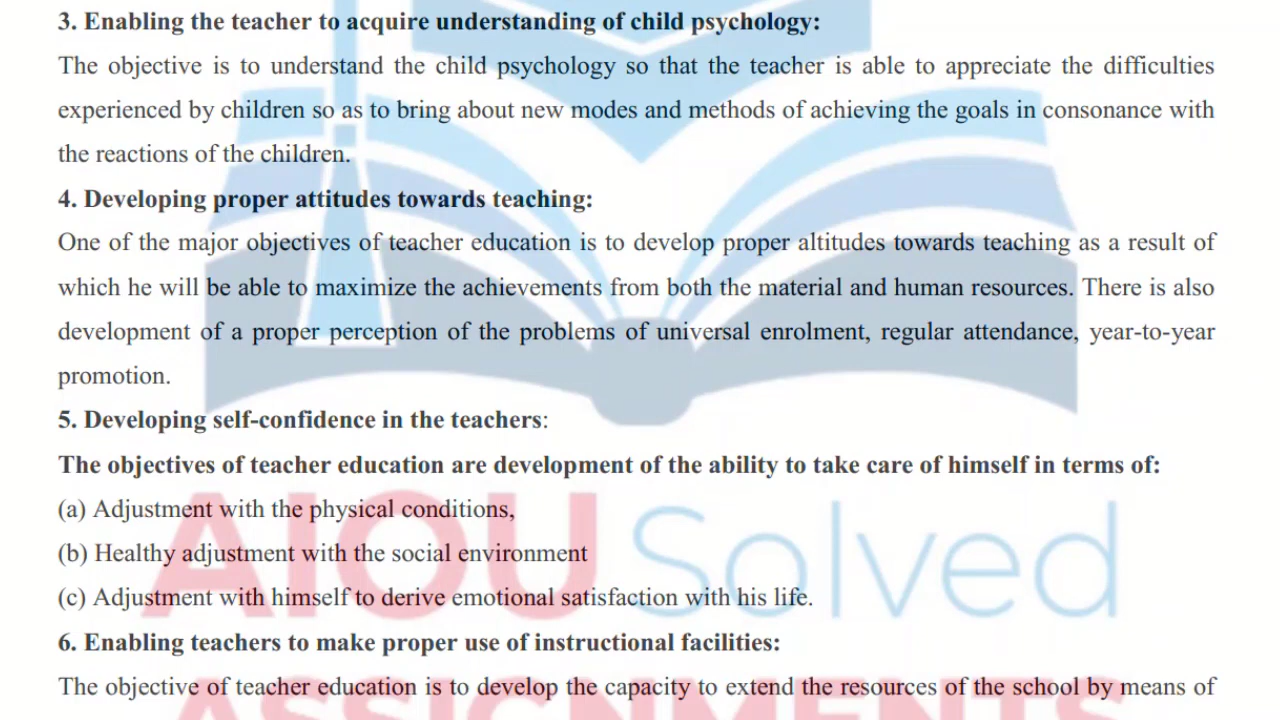 3. Enabling the teacher to acquire understanding of child psychology:
The objective is to understand the child psychology so that the teacher is able to appreciate the difficulties
experienced by children so as to bring about new modes and methods of achieving the goals in consonance with
the reactions of the children.
4. Developing proper attitudes towards teaching:
One of the major objectives of teacher education is to develop proper altitudes towards teaching as a result of
which he will be able to maximize the achievements from both the material and human resources. There is also
development of a proper perception of the problems of universal enrolment, regular attendance, year-to-year
promotion.
5. Developing self-confidence in the teachers:
The objectives of teacher education are development of the ability to take care of himself in terms of:
(a) Adjustment with the physical conditions,
(b) Healthy adjustment with the social environment
(c) Adjustment with himself to derive emotional satisfaction with his life.
6. Enabling teachers to make proper use of instructional facilities:
The objective of teacher education is to develop the capacity to extend the resources of the school by means of
AIOU Solved
ASSIGNMENTS